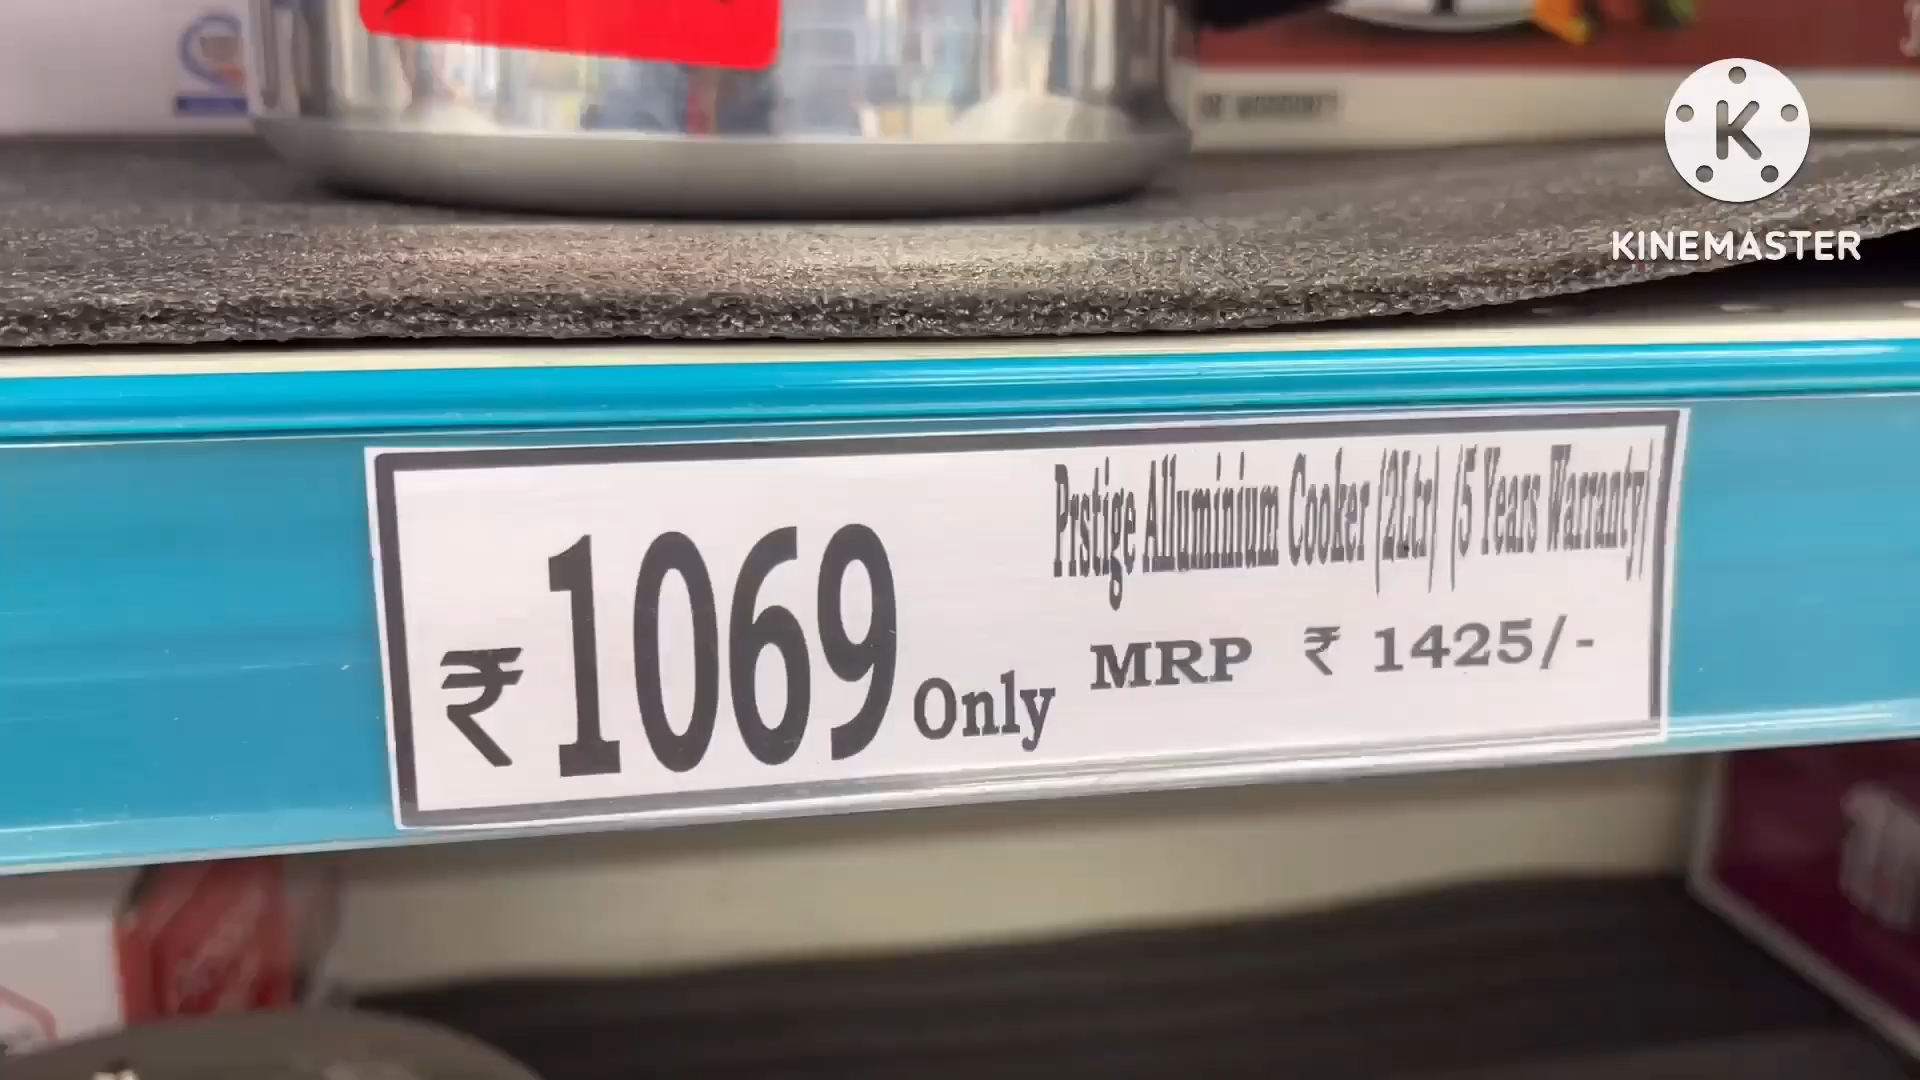 KINEMASTER
Prstige Alluminium Cooker (2Ltr) (5 Years Warranty)
₹1069 Only
MRP ₹ 1425/-